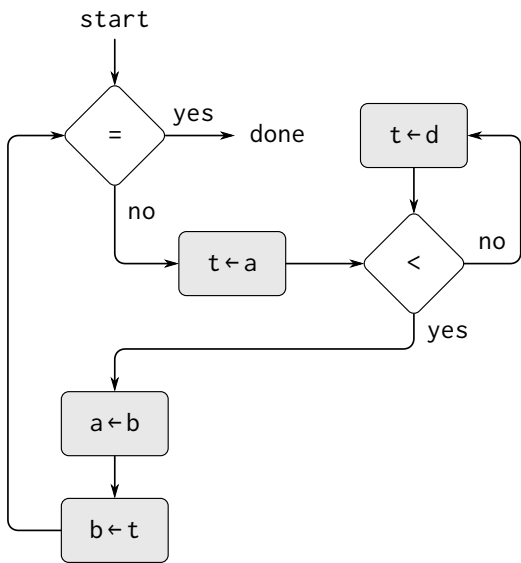 start
yes
= done
t←d
no
no
t←a
<
yes
a←b
b←t